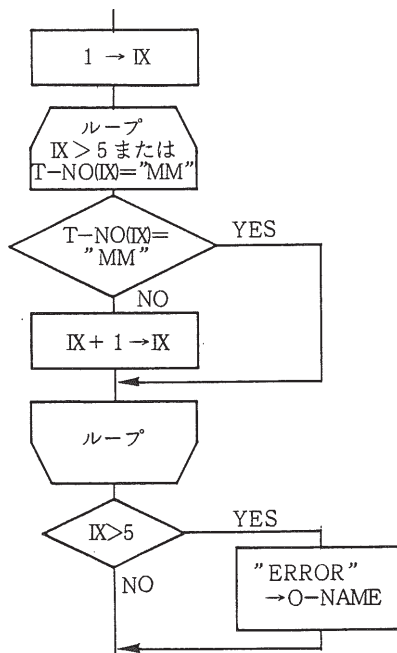 1 → IX
ループ
IX > 5 または
T-NO(IX)="MM"
T-NO(IX)=
"MM"
YES
NO
IX + 1 → IX
ループ
IX>5
YES
NO
"ERROR"
→O-NAME